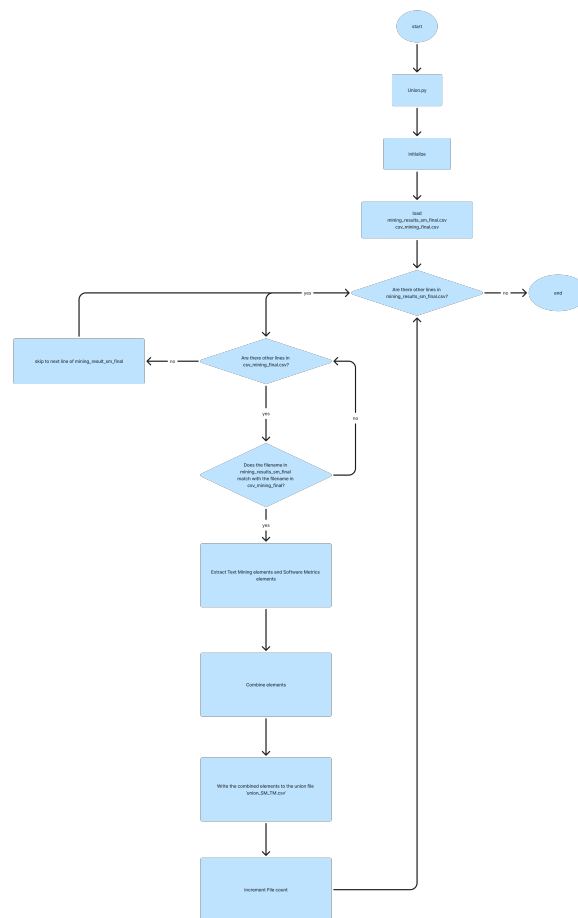 start
Union.py
Initialize
load
mining_results_sm_final.csv
csv_mining_final.csv
Are there other lines in
mining_results_sm_final.csv?
no
end
yes
skip to next line of mining_result_sm_final
no
Are there other lines in
csv_mining_final.csv?
yes
no
Does the filename in
mining_results_sm_final
match with the filename in
csv_mining_final?
yes
Extract Text Mining elements and Software Metrics
elements
Combine elements
Write the combined elements to the union file
'union_SM_TM.csv'
Increment File count